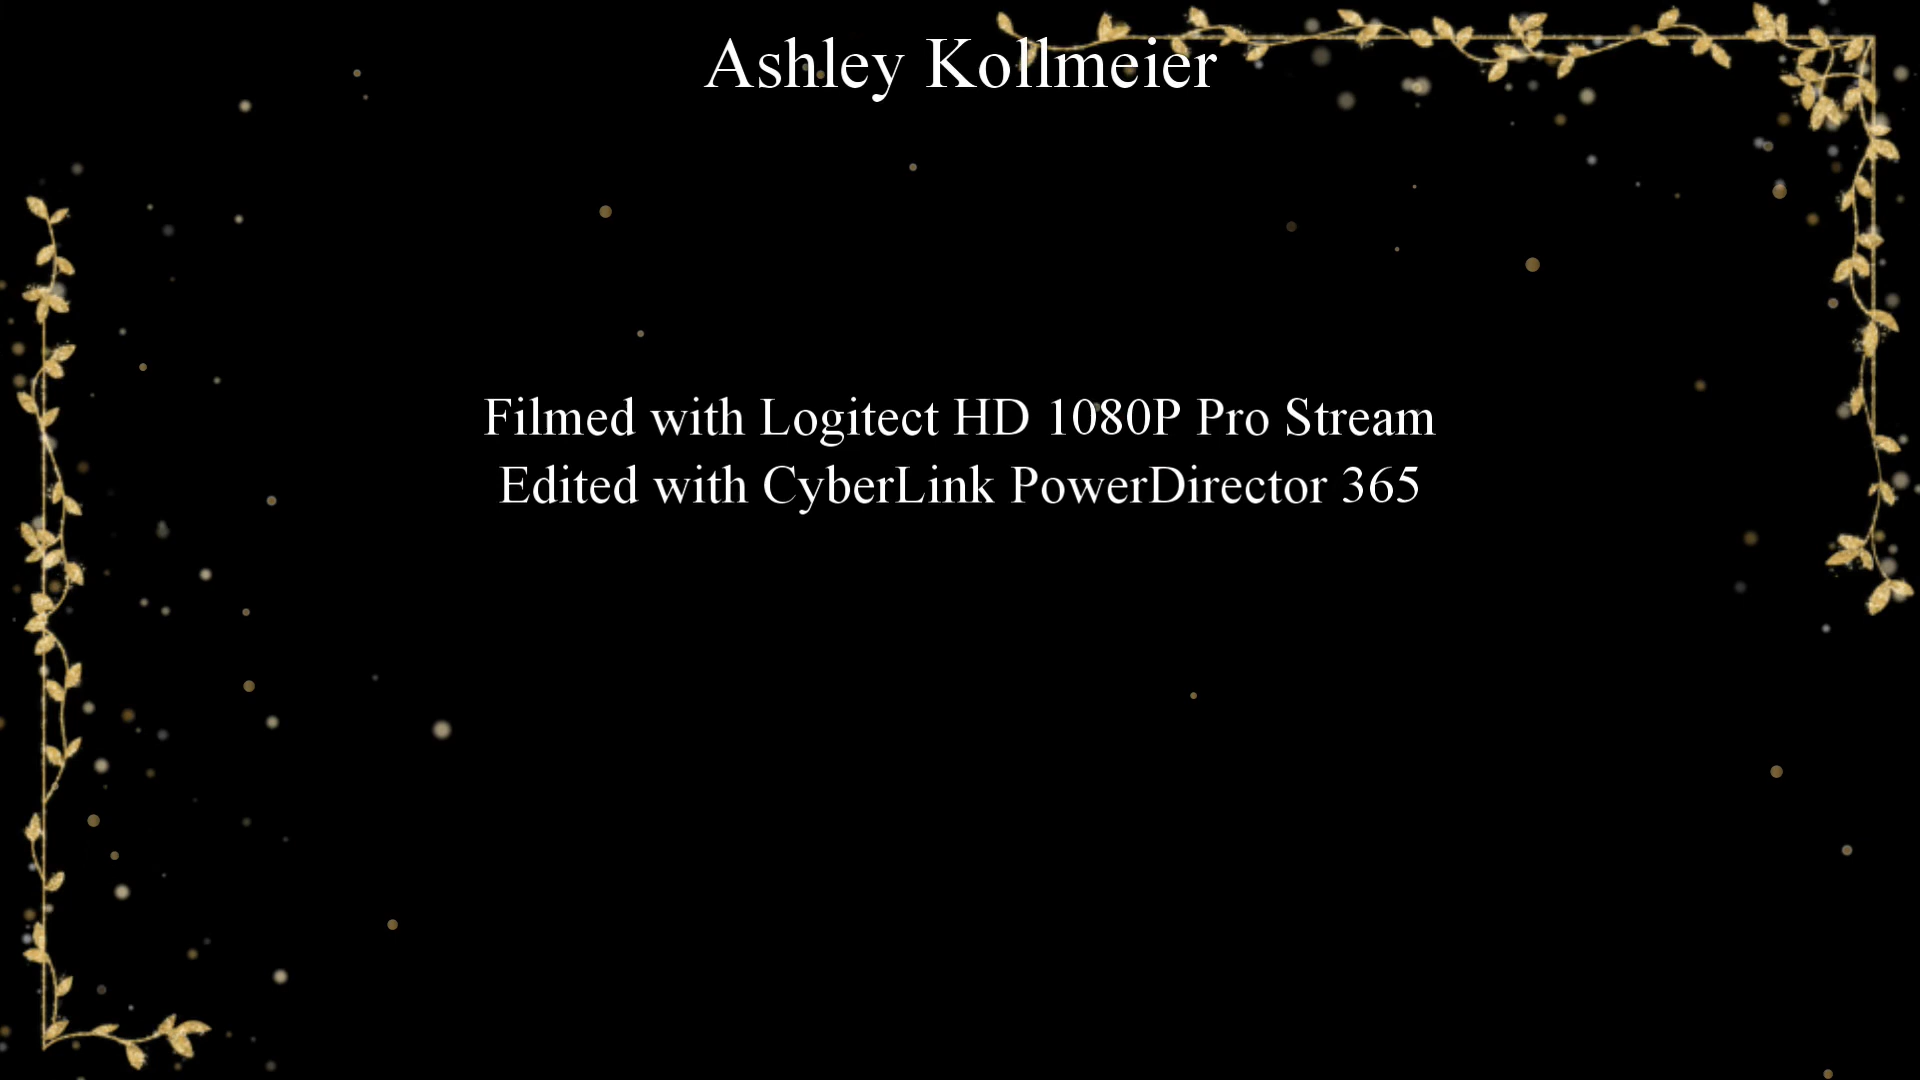 Ashley Kollmeier
Filmed with Logitect HD 1080P Pro Stream
Edited with CyberLink PowerDirector 365